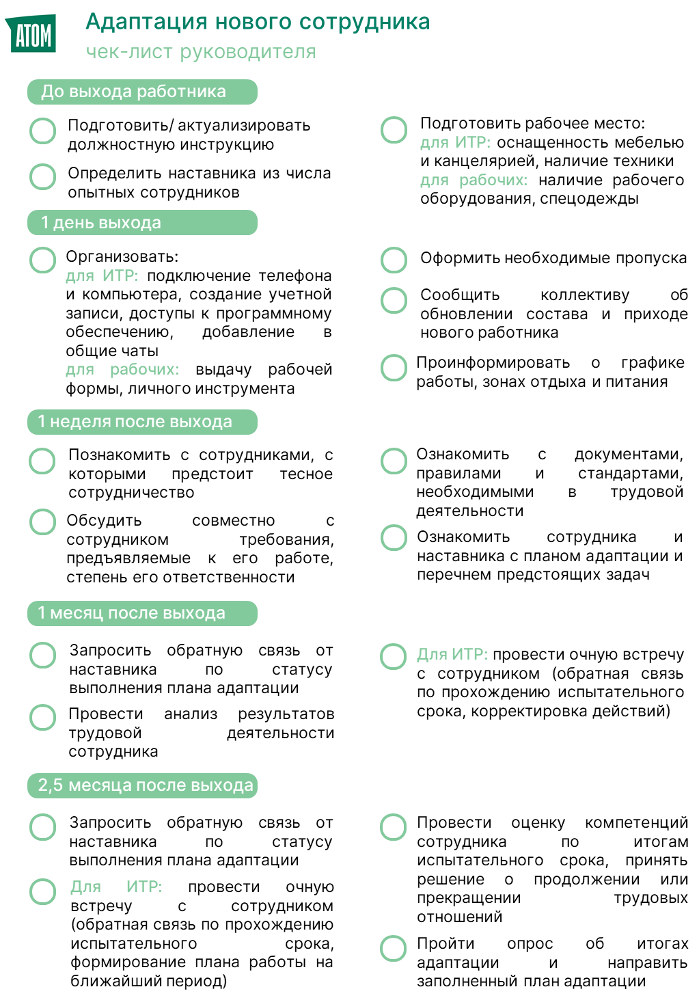 АТОМ
Адаптация нового сотрудника
чек-лист руководителя
До выхода работника
Подготовить/ актуализировать
должностную инструкцию
Определить наставника из числа
опытных сотрудников
Подготовить рабочее место:
для ИТР: оснащенность мебелью
и канцелярией, наличие техники
для рабочих: наличие рабочего
оборудования, спецодежды
1 день выхода
Организовать:
для ИТР: подключение телефона
и компьютера, создание учетной
записи, доступы к программному
обеспечению, добавление в
общие чаты
для рабочих: выдачу рабочей
формы, личного инструмента
Оформить необходимые пропуска
Сообщить коллективу об
обновлении состава и приходе
нового работника
Проинформировать о графике
работы, зонах отдыха и питания
1 неделя после выхода
Познакомить с сотрудниками, с
которыми предстоит тесное
сотрудничество
Обсудить совместно с
сотрудником требования,
предъявляемые к его работе,
степень его ответственности
Ознакомить с документами,
правилами и стандартами,
необходимыми в трудовой
деятельности
Ознакомить сотрудника и
наставника с планом адаптации и
перечнем предстоящих задач
1 месяц после выхода
Запросить обратную связь от
наставника по статусу
выполнения плана адаптации
Провести анализ результатов
трудовой деятельности
сотрудника
Для ИТР: провести очную встречу
с сотрудником (обратная связь
по прохождению испытательного
срока, корректировка действий)
2,5 месяца после выхода
Запросить обратную связь от
наставника по статусу
выполнения плана адаптации
Для ИТР: провести очную
встречу с сотрудником
(обратная связь по прохождению
испытательного срока,
формирование плана работы на
ближайший период)
Провести оценку компетенций
сотрудника по итогам
испытательного срока, принять
решение о продолжении или
прекращении трудовых
отношений
Пройти опрос об итогах
адаптации и направить
заполненный план адаптации